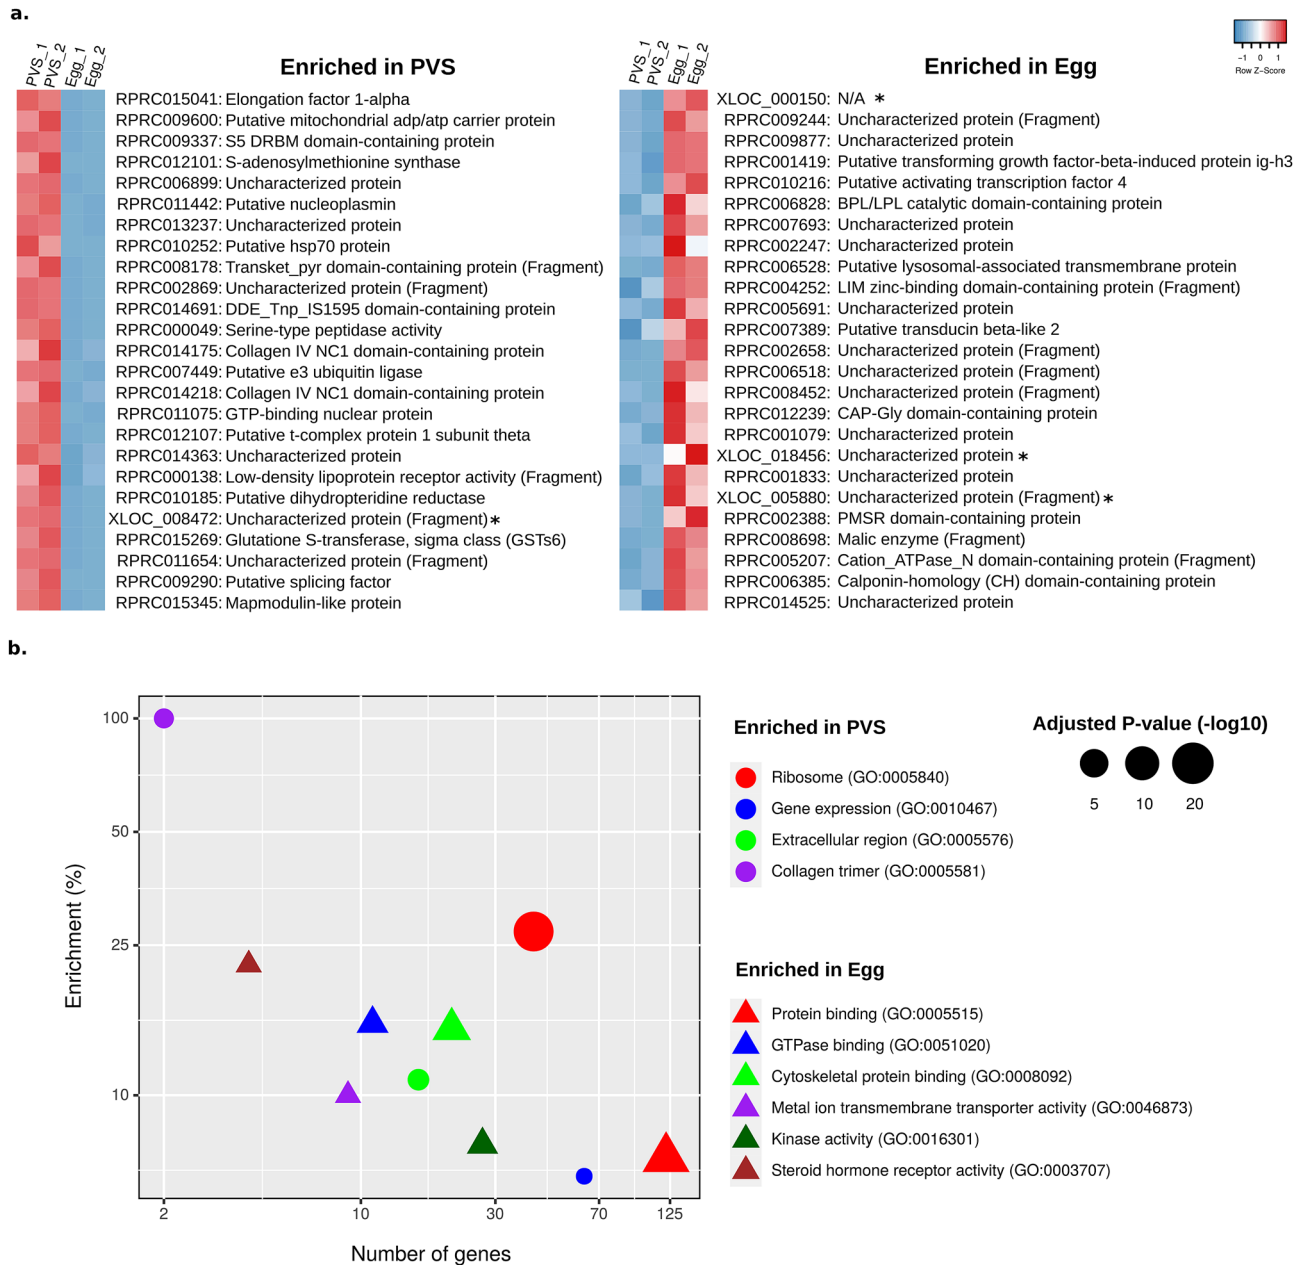 a.
PVS_1
PVS_2
Egg_1
Egg_2
Enriched in PVS
RPRC015041: Elongation factor 1-alpha
RPRC009600: Putative mitochondrial adp/atp carrier protein
RPRC009337: S5 DRBM domain-containing protein
RPRC012101: S-adenosylmethionine synthase
RPRC006899: Uncharacterized protein
RPRC011442: Putative nucleoplasmin
RPRC013237: Uncharacterized protein
RPRC010252: Putative hsp70 protein
RPRC008178: Transket_pyr domain-containing protein (Fragment)
RPRC002869: Uncharacterized protein (Fragment)
RPRC014691: DDE_Tnp_IS1595 domain-containing protein
RPRC000049: Serine-type peptidase activity
RPRC014175: Collagen IV NC1 domain-containing protein
RPRC007449: Putative e3 ubiquitin ligase
RPRC014218: Collagen IV NC1 domain-containing protein
RPRC011075: GTP-binding nuclear protein
RPRC012107: Putative t-complex protein 1 subunit theta
RPRC014363: Uncharacterized protein
RPRC000138: Low-density lipoprotein receptor activity (Fragment)
RPRC010185: Putative dihydropteridine reductase
XLOC_008472: Uncharacterized protein (Fragment)*
RPRC015269: Glutatione S-transferase, sigma class (GSTs6)
RPRC011654: Uncharacterized protein (Fragment)
RPRC009290: Putative splicing factor
RPRC015345: Mapmodulin-like protein
PVS_1
PVS_2
Egg_1
Egg_2
Enriched in Egg
-1 0 1
Row Z-Score
XLOC_000150: N/A *
RPRC009244: Uncharacterized protein (Fragment)
RPRC009877: Uncharacterized protein
RPRC001419: Putative transforming growth factor-beta-induced protein ig-h3
RPRC010216: Putative activating transcription factor 4
RPRC006828: BPL/LPL catalytic domain-containing protein
RPRC007693: Uncharacterized protein
RPRC002247: Uncharacterized protein
RPRC006528: Putative lysosomal-associated transmembrane protein
RPRC004252: LIM zinc-binding domain-containing protein (Fragment)
RPRC005691: Uncharacterized protein
RPRC007389: Putative transducin beta-like 2
RPRC002658: Uncharacterized protein (Fragment)
RPRC006518: Uncharacterized protein (Fragment)
RPRC008452: Uncharacterized protein (Fragment)
RPRC012239: CAP-Gly domain-containing protein
RPRC001079: Uncharacterized protein
XLOC_018456: Uncharacterized protein *
RPRC001833: Uncharacterized protein
XLOC_005880: Uncharacterized protein (Fragment)*
RPRC002388: PMSR domain-containing protein
RPRC008698: Malic enzyme (Fragment)
RPRC005207: Cation_ATPase_N domain-containing protein (Fragment)
RPRC006385: Calponin-homology (CH) domain-containing protein
RPRC014525: Uncharacterized protein
b.
100
50
25
10
Enrichment (%)
2 10 30 70 125
Number of genes
Enriched in PVS
Ribosome (GO:0005840)
Gene expression (GO:0010467)
Extracellular region (GO:0005576)
Collagen trimer (GO:0005581)
Adjusted P-value (-log10)
5 10 20
Enriched in Egg
Protein binding (GO:0005515)
GTPase binding (GO:0051020)
Cytoskeletal protein binding (GO:0008092)
Metal ion transmembrane transporter activity (GO:0046873)
Kinase activity (GO:0016301)
Steroid hormone receptor activity (GO:0003707)